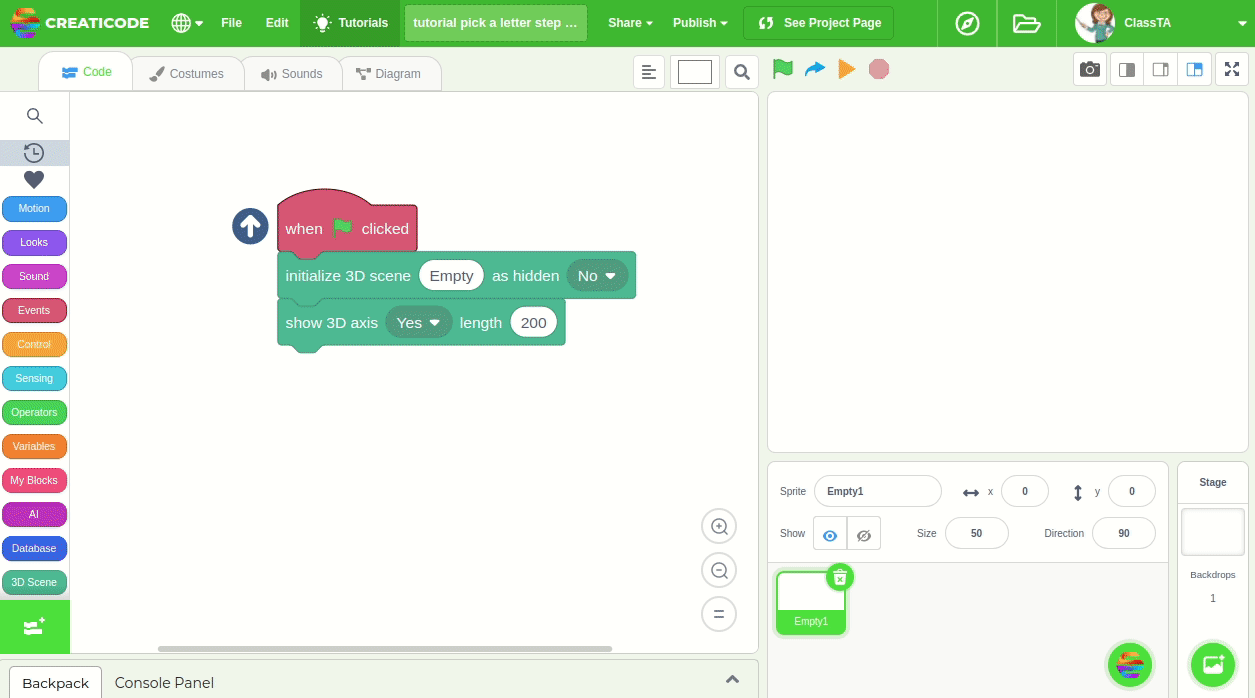 CREATICODE
File
Edit
Tutorials
tutorial pick a letter step ...
Share
Publish
See Project Page
ClassTA
Code
Costumes
Sounds
Diagram
Motion
Looks
Sound
Events
Control
Sensing
Operators
Variables
My Blocks
AI
Database
3D Scene
when clicked
initialize 3D scene Empty as hidden No
show 3D axis Yes length 200
Sprite Empty1 x 0 y 0
Show Size 50 Direction 90
Empty1
Stage
Backdrops
1
Backpack
Console Panel